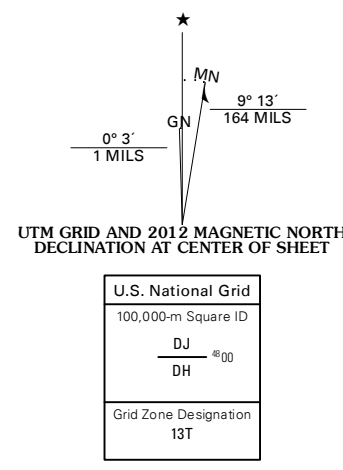 ★
MN
GN
9° 13´
164 MILS
0° 3´
1 MILS
UTM GRID AND 2012 MAGNETIC NORTH
DECLINATION AT CENTER OF SHEET
U.S. National Grid
100,000-m Square ID
DJ
⁴⁸00
DH
Grid Zone Designation
13T